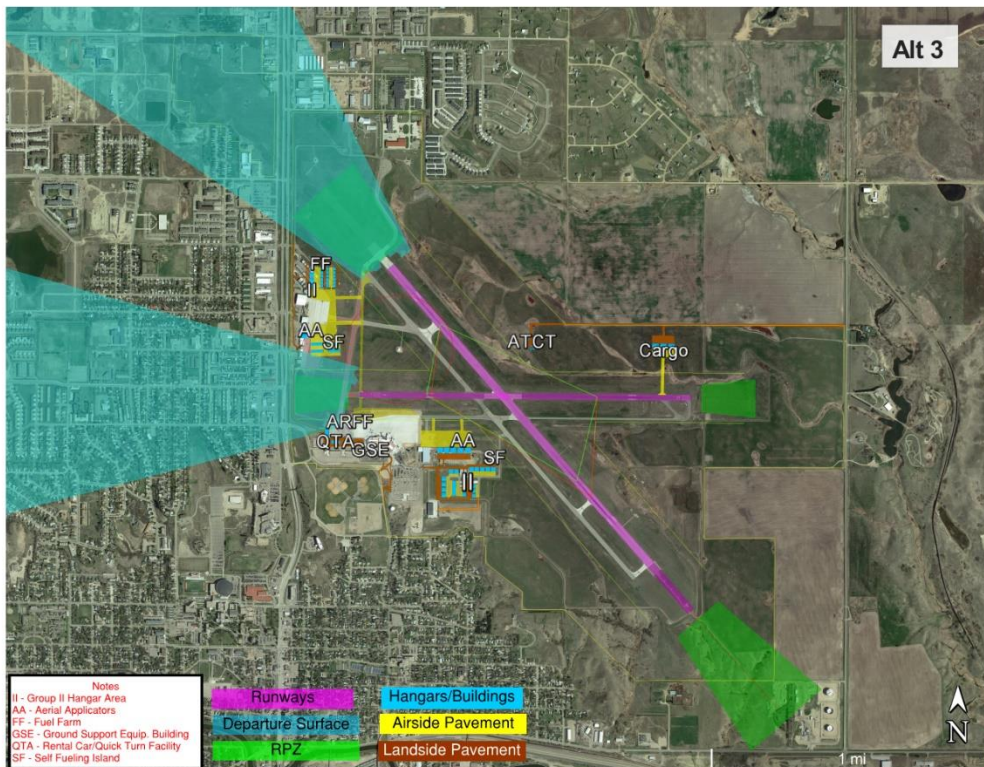 Alt 3
FF
II
AA
SF
ATCT
Cargo
ARFF
QTA
GSE
AA
SF
II
Notes
II - Group II Hangar Area
AA - Aerial Applicators
FF - Fuel Farm
GSE - Ground Support Equip. Building
QTA - Rental Car/Quick Turn Facility
SF - Self Fueling Island
Runways
Hangars/Buildings
Departure Surface
Airside Pavement
RPZ
Landside Pavement
1 mi
N